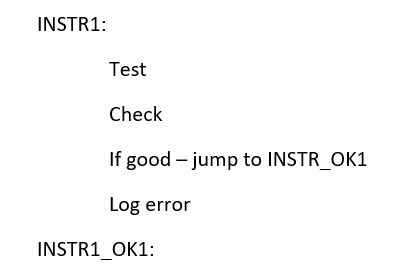 INSTR1:
Test
Check
If good – jump to INSTR_OK1
Log error
INSTR1_OK1: